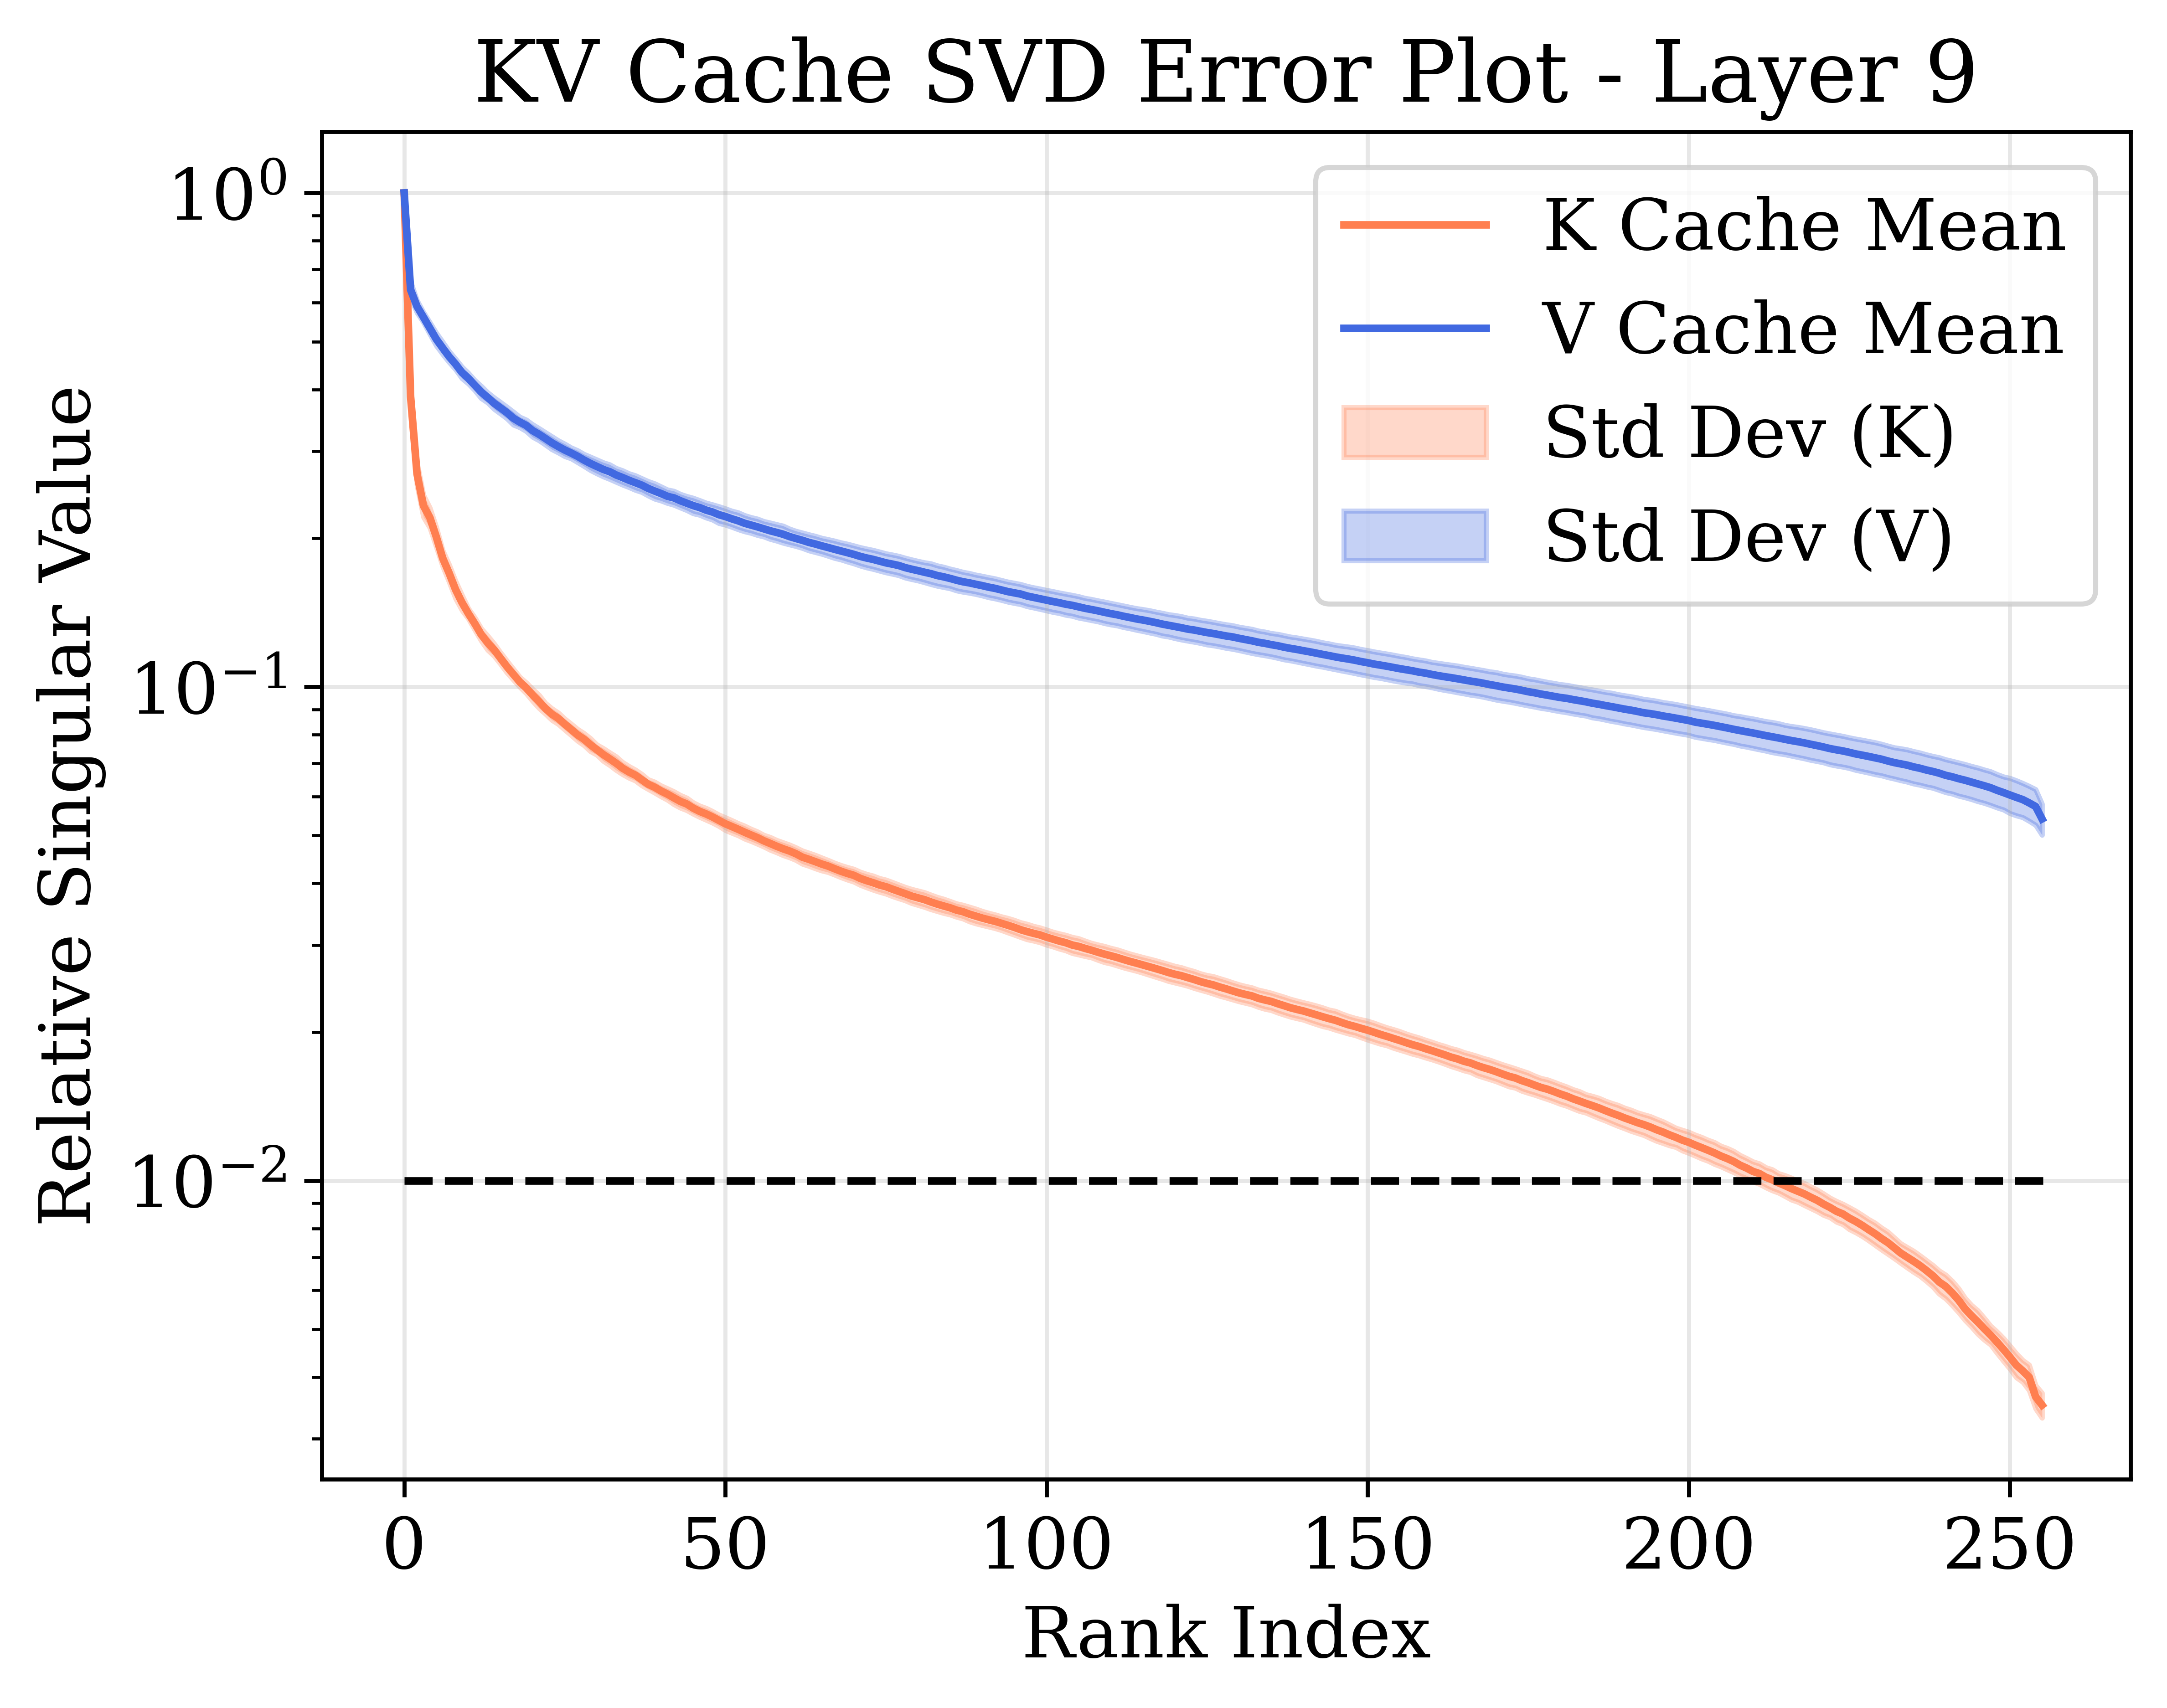 KV Cache SVD Error Plot - Layer 9
Relative Singular Value
10⁰
10⁻¹
10⁻²
K Cache Mean
V Cache Mean
Std Dev (K)
Std Dev (V)
0 50 100 150 200 250
Rank Index